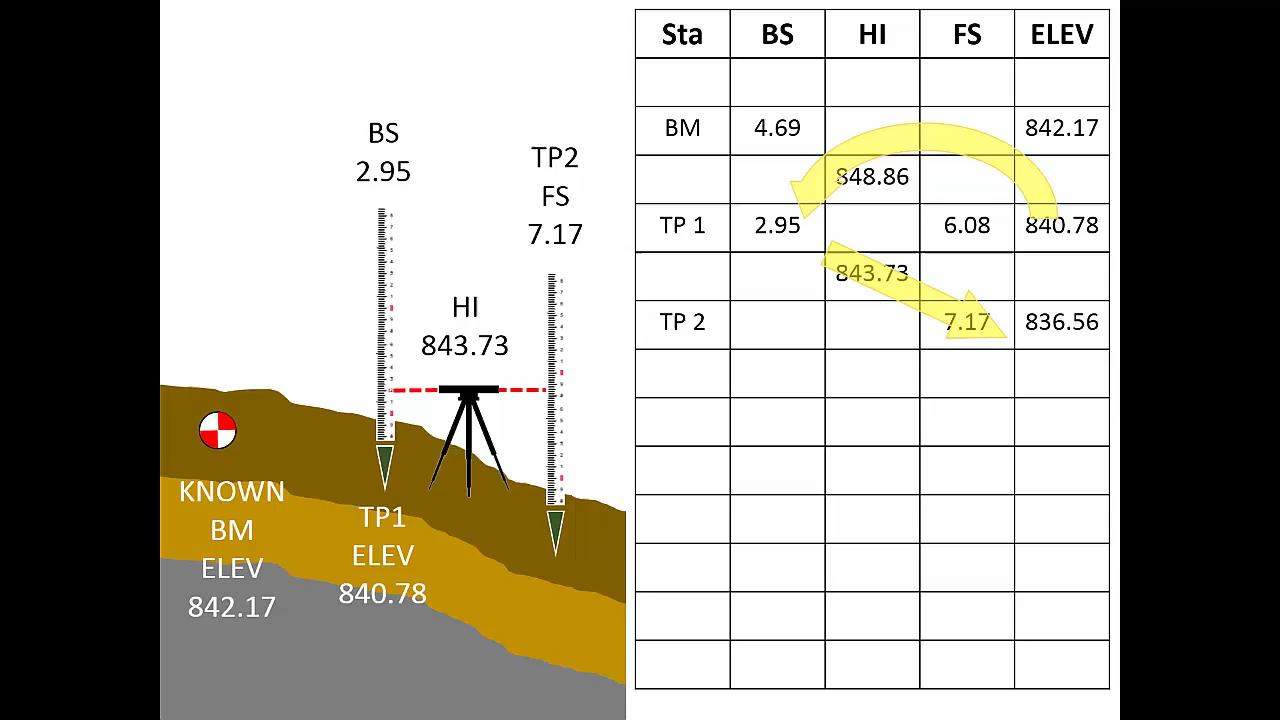 BS
2.95
TP2
FS
7.17
HI
843.73
KNOWN
BM
ELEV
842.17
TP1
ELEV
840.78
Sta BS HI FS ELEV
BM 4.69 842.17
848.86
TP 1 2.95 6.08 840.78
843.73
TP 2 7.17 836.56